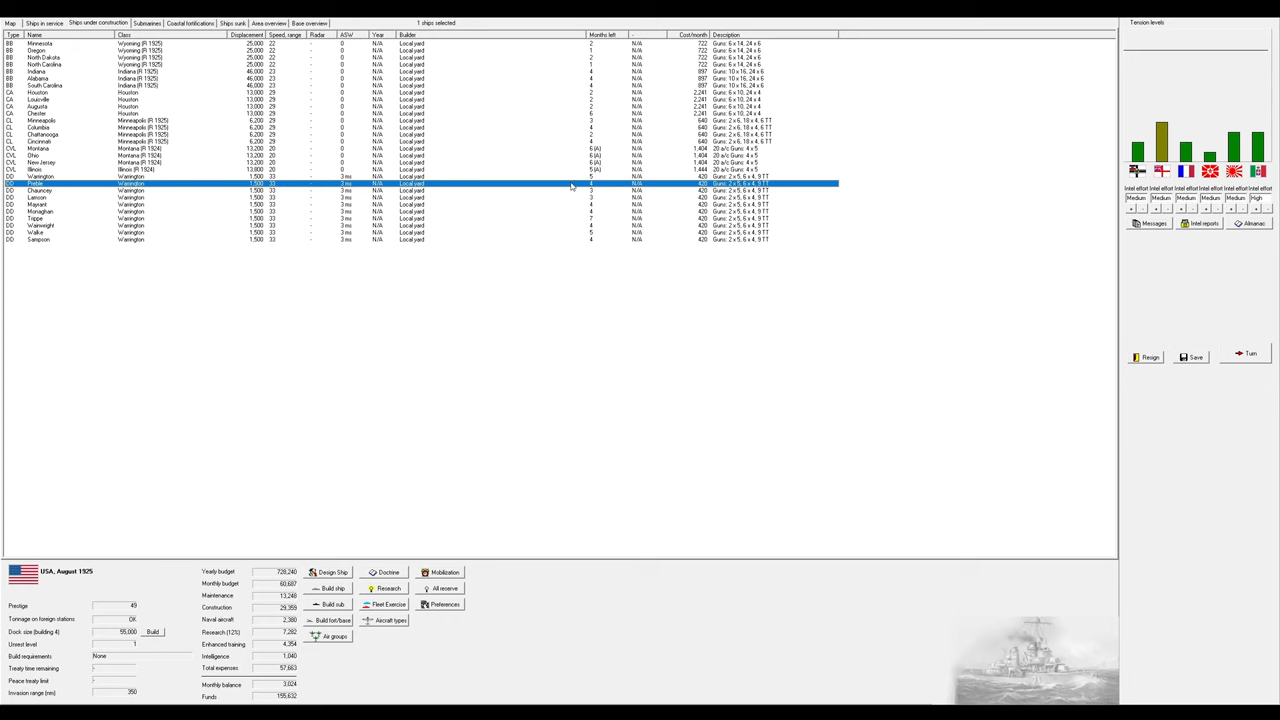 Map Ships in service Ships under construction Submarines Coastal fortifications Ships sunk Area overview Base overview 1 ships selected Tension levels
Type Name Class Displacement Speed, range Radar ASW Year Builder Months left - Cost/month Description
BB Minnesota Wyoming (R 1925) 25,000 22 - 0 N/A Local yard 2 N/A 722 Guns: 6 x 14, 24 x 6
BB Oregon Wyoming (R 1925) 25,000 22 - 0 N/A Local yard 1 N/A 722 Guns: 6 x 14, 24 x 6
BB North Dakota Wyoming (R 1925) 25,000 22 - 0 N/A Local yard 2 N/A 722 Guns: 6 x 14, 24 x 6
BB North Carolina Wyoming (R 1925) 25,000 22 - 0 N/A Local yard 1 N/A 722 Guns: 6 x 14, 24 x 6
BB Indiana Indiana (R 1925) 46,000 23 - 0 N/A Local yard 4 N/A 897 Guns: 10 x 16, 24 x 6
BB Alabama Indiana (R 1925) 46,000 23 - 0 N/A Local yard 4 N/A 897 Guns: 10 x 16, 24 x 6
BB South Carolina Indiana (R 1925) 46,000 23 - 0 N/A Local yard 4 N/A 897 Guns: 10 x 16, 24 x 6
CA Houston Houston 13,000 29 - 0 N/A Local yard 2 N/A 2,241 Guns: 6 x 10, 24 x 4
CA Louisville Houston 13,000 29 - 0 N/A Local yard 2 N/A 2,241 Guns: 6 x 10, 24 x 4
CA Augusta Houston 13,000 29 - 0 N/A Local yard 2 N/A 2,241 Guns: 6 x 10, 24 x 4
CA Chester Houston 13,000 29 - 0 N/A Local yard 6 N/A 2,241 Guns: 6 x 10, 24 x 4
CL Minneapolis Minneapolis (R 1925) 6,200 29 - 0 N/A Local yard 3 N/A 640 Guns: 2 x 6, 18 x 4, 6 TT
CL Columbia Minneapolis (R 1925) 6,200 29 - 0 N/A Local yard 4 N/A 640 Guns: 2 x 6, 18 x 4, 6 TT
CL Chattanooga Minneapolis (R 1925) 6,200 29 - 0 N/A Local yard 2 N/A 640 Guns: 2 x 6, 18 x 4, 6 TT
CL Cincinnati Minneapolis (R 1925) 6,200 29 - 0 N/A Local yard 4 N/A 640 Guns: 2 x 6, 18 x 4, 6 TT
CVL Montana Montana (R 1924) 13,200 20 - 0 N/A Local yard 6 (A) N/A 1,404 20 a/c Guns: 4 x 5
CVL Ohio Montana (R 1924) 13,200 20 - 0 N/A Local yard 6 (A) N/A 1,404 20 a/c Guns: 4 x 5
CVL New Jersey Montana (R 1924) 13,200 20 - 0 N/A Local yard 6 (A) N/A 1,404 20 a/c Guns: 4 x 5
CVL Illinois Illinois (R 1924) 13,800 20 - 0 N/A Local yard 5 (A) N/A 1,444 20 a/c Guns: 4 x 5
DD Warrington Warrington 1,500 33 - 3 ms N/A Local yard 5 N/A 420 Guns: 2 x 5, 6 x 4, 9 TT
DD Preble Warrington 1,500 33 - 3 ms N/A Local yard 4 N/A 420 Guns: 2 x 5, 6 x 4, 9 TT
DD Chauncey Warrington 1,500 33 - 3 ms N/A Local yard 3 N/A 420 Guns: 2 x 5, 6 x 4, 9 TT
DD Lamson Warrington 1,500 33 - 3 ms N/A Local yard 3 N/A 420 Guns: 2 x 5, 6 x 4, 9 TT
DD Mayrant Warrington 1,500 33 - 3 ms N/A Local yard 4 N/A 420 Guns: 2 x 5, 6 x 4, 9 TT
DD Monaghan Warrington 1,500 33 - 3 ms N/A Local yard 4 N/A 420 Guns: 2 x 5, 6 x 4, 9 TT
DD Trippe Warrington 1,500 33 - 3 ms N/A Local yard 7 N/A 420 Guns: 2 x 5, 6 x 4, 9 TT
DD Wainwright Warrington 1,500 33 - 3 ms N/A Local yard 4 N/A 420 Guns: 2 x 5, 6 x 4, 9 TT
DD Walke Warrington 1,500 33 - 3 ms N/A Local yard 5 N/A 420 Guns: 2 x 5, 6 x 4, 9 TT
DD Sampson Warrington 1,500 33 - 3 ms N/A Local yard 4 N/A 420 Guns: 2 x 5, 6 x 4, 9 TT
Intel effort Intel effort Intel effort Intel effort Intel effort Intel effort
Medium Medium Medium Medium Medium High
+ - + - + - + - + - + -
Messages Intel reports Almanac
Resign Save Turn
USA, August 1925
Prestige 49
Tonnage on foreign stations OK
Dock size (building 4) 55,000 Build
Unrest level 1
Build requirements None
Treaty time remaining -
Peace treaty limit -
Invasion range (nm) 350
Yearly budget 728,240
Monthly budget 60,687
Maintenance 13,248
Construction 29,359
Naval aircraft 2,380
Research (12%) 7,282
Enhanced training 4,354
Intelligence 1,040
Total expenses 57,663
Monthly balance 3,024
Funds 155,632
Design Ship Doctrine Mobilization
Build ship Research All reserve
Build sub Fleet Exercise Preferences
Build fort/base Aircraft types
Air groups